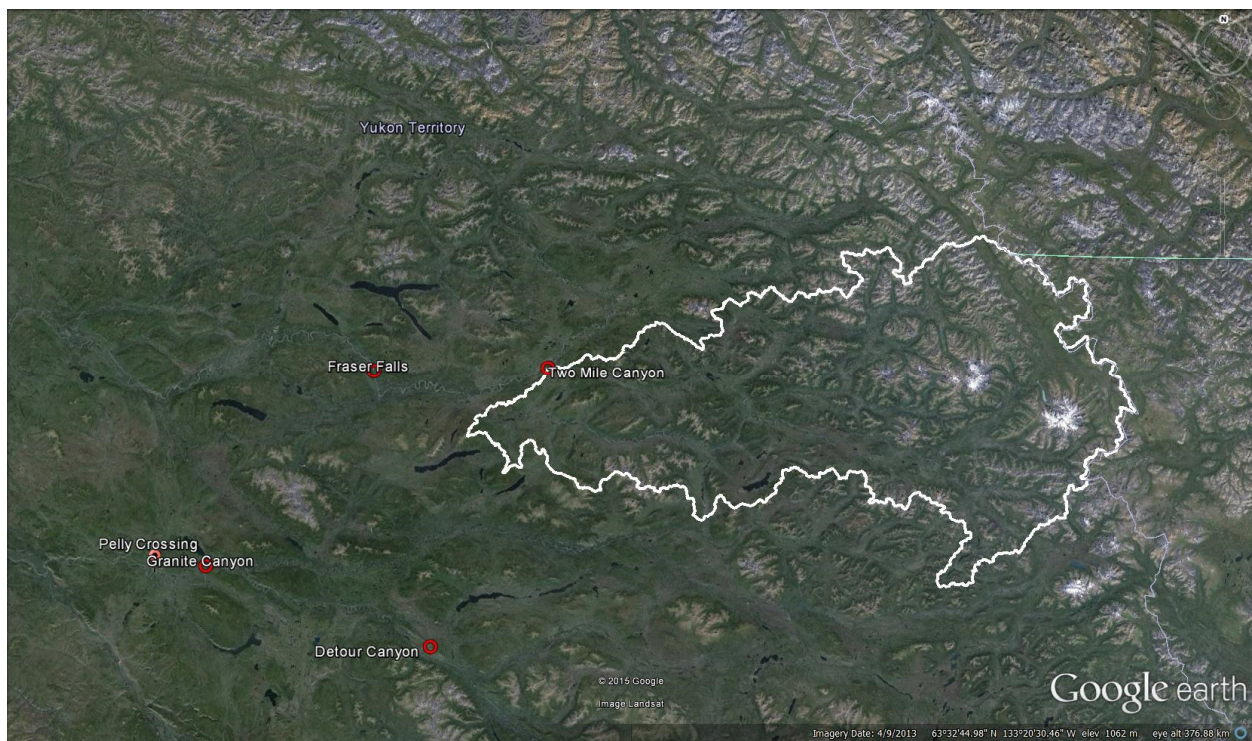 N
Yukon Territory
Fraser Falls
Two Mile Canyon
Pelly Crossing
Granite Canyon
Detour Canyon
© 2015 Google
Image Landsat
Google earth
Imagery Date: 4/9/2013 63°32'44.98" N 133°20'30.46" W elev 1062 m eye alt 376.88 km